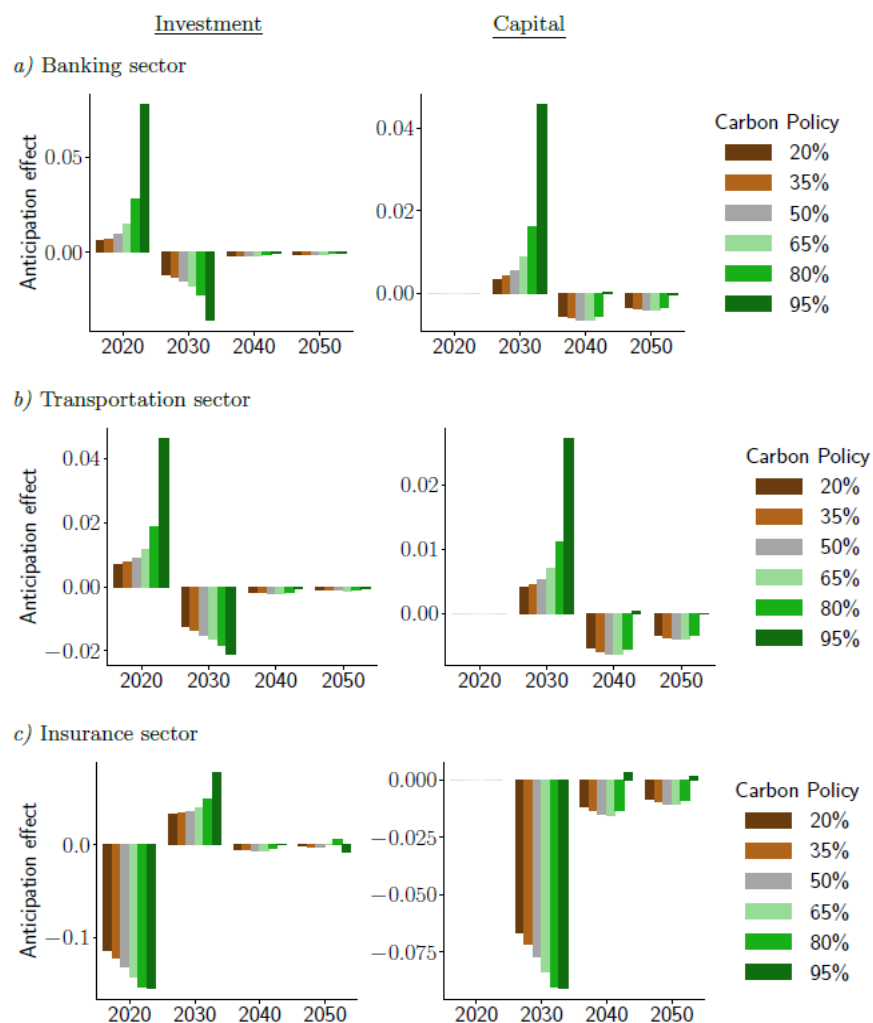 Investment Capital
a) Banking sector
Anticipation effect
0.05
0.00
2020 2030 2040 2050
0.04
0.02
0.00
2020 2030 2040 2050
Carbon Policy
20%
35%
50%
65%
80%
95%
b) Transportation sector
Anticipation effect
0.04
0.02
0.00
−0.02
2020 2030 2040 2050
0.02
0.01
0.00
2020 2030 2040 2050
Carbon Policy
20%
35%
50%
65%
80%
95%
c) Insurance sector
Anticipation effect
0.0
−0.1
2020 2030 2040 2050
0.000
−0.025
−0.050
−0.075
2020 2030 2040 2050
Carbon Policy
20%
35%
50%
65%
80%
95%